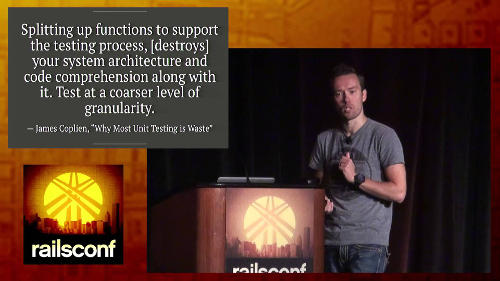 Splitting up functions to support
the testing process, [destroys]
your system architecture and
code comprehension along with
it. Test at a coarser level of
granularity.
— James Coplien, "Why Most Unit Testing is Waste"
railsconf
railsconf